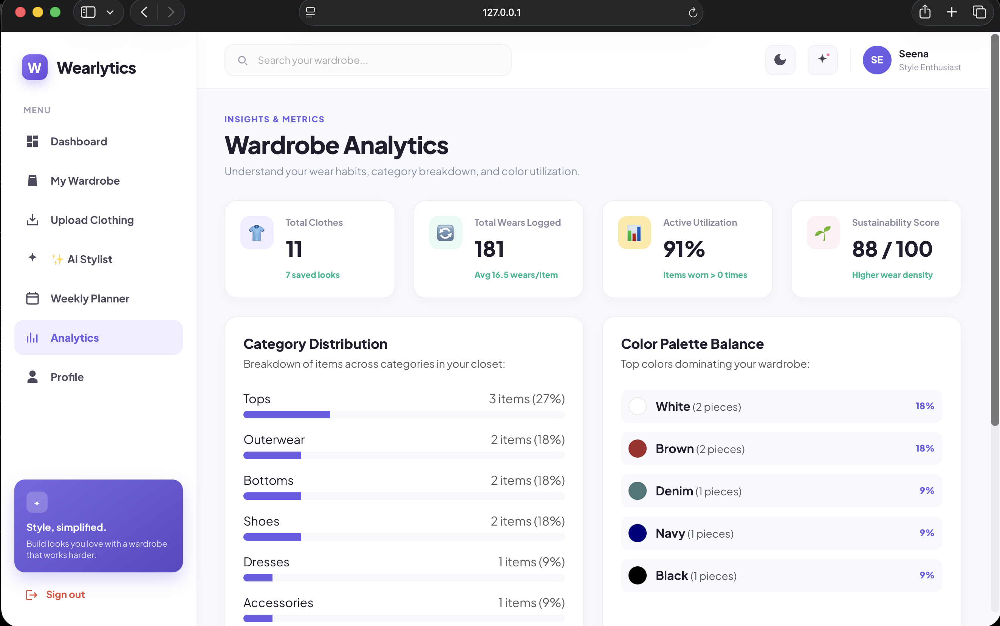 127.0.0.1
W Wearlytics
MENU
Dashboard
My Wardrobe
Upload Clothing
✨ AI Stylist
Weekly Planner
Analytics
Profile
Style, simplified.
Build looks you love with a wardrobe
that works harder.
Sign out
Search your wardrobe...
SE
Seena
Style Enthusiast
INSIGHTS & METRICS
Wardrobe Analytics
Understand your wear habits, category breakdown, and color utilization.
Total Clothes
11
7 saved looks
Total Wears Logged
181
Avg 16.5 wears/item
Active Utilization
91%
Items worn > 0 times
Sustainability Score
88 / 100
Higher wear density
Category Distribution
Breakdown of items across categories in your closet:
Tops 3 items (27%)
Outerwear 2 items (18%)
Bottoms 2 items (18%)
Shoes 2 items (18%)
Dresses 1 items (9%)
Accessories 1 items (9%)
Color Palette Balance
Top colors dominating your wardrobe:
White (2 pieces) 18%
Brown (2 pieces) 18%
Denim (1 pieces) 9%
Navy (1 pieces) 9%
Black (1 pieces) 9%